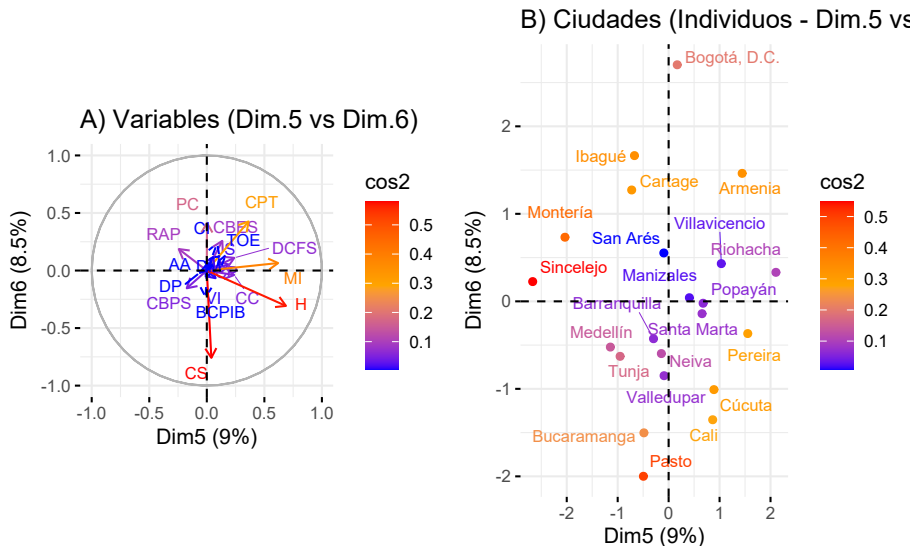 B) Ciudades (Individuos - Dim.5 vs
A) Variables (Dim.5 vs Dim.6)
Dim6 (8.5%)
1.0
0.5
0.0
-0.5
-1.0
-1.0
-0.5
0.0
0.5
1.0
Dim5 (9%)
PC
CPT
RAP
ACBES
TOE
DCFS
AA
MI
DP
CBPS
VI
CC
H
BCPIB
CS
cos2
0.5
0.4
0.3
0.2
0.1
Dim6 (8.5%)
2
1
0
-1
-2
-2
-1
0
1
2
Dim5 (9%)
Bogotá, D.C.
Ibagué
Cartage
Armenia
Montería
Villavicencio
San Arés
Riohacha
Sincelejo
Manizales
Popayán
Barranquilla
Santa Marta
Medellín
Pereira
Tunja
Neiva
Valledupar
Cúcuta
Cali
Bucaramanga
Pasto
cos2
0.5
0.4
0.3
0.2
0.1